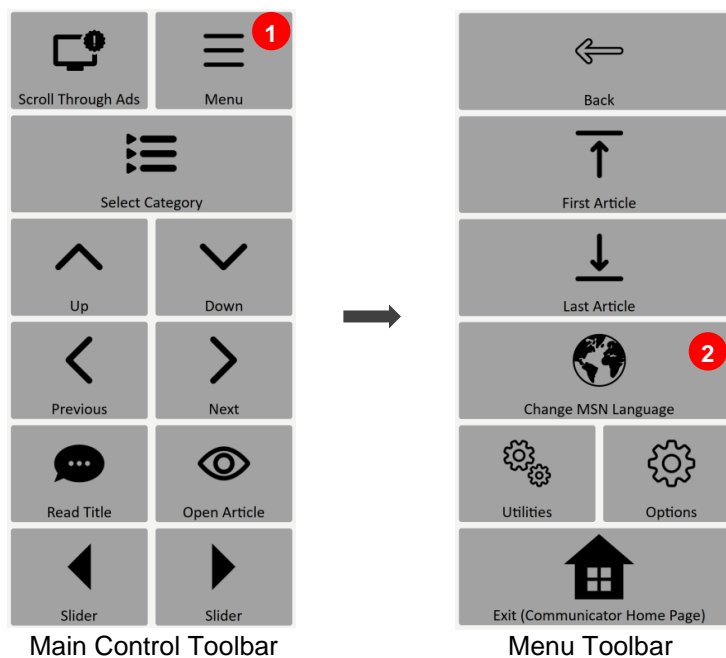 1
Scroll Through Ads
Menu
Select Category
Up
Down
Previous
Next
Read Title
Open Article
Slider
Slider
Main Control Toolbar
Back
First Article
Last Article
2
Change MSN Language
Utilities
Options
Exit (Communicator Home Page)
Menu Toolbar